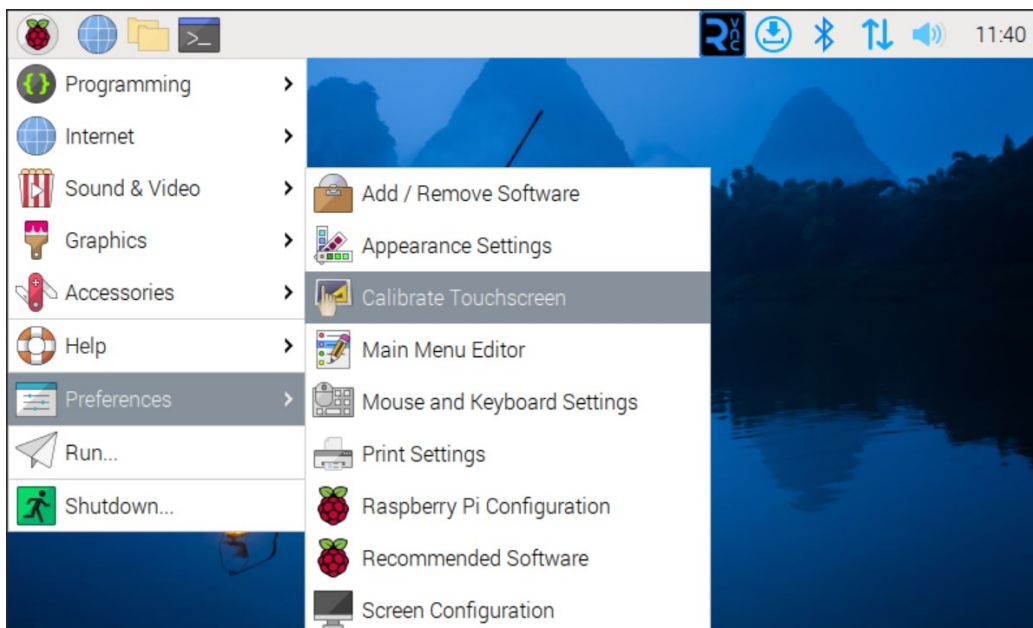 >_
VNC
11:40
Programming
Internet
Sound & Video
Graphics
Accessories
Help
Preferences
Run...
Shutdown...
Add / Remove Software
Appearance Settings
Calibrate Touchscreen
Main Menu Editor
Mouse and Keyboard Settings
Print Settings
Raspberry Pi Configuration
Recommended Software
Screen Configuration